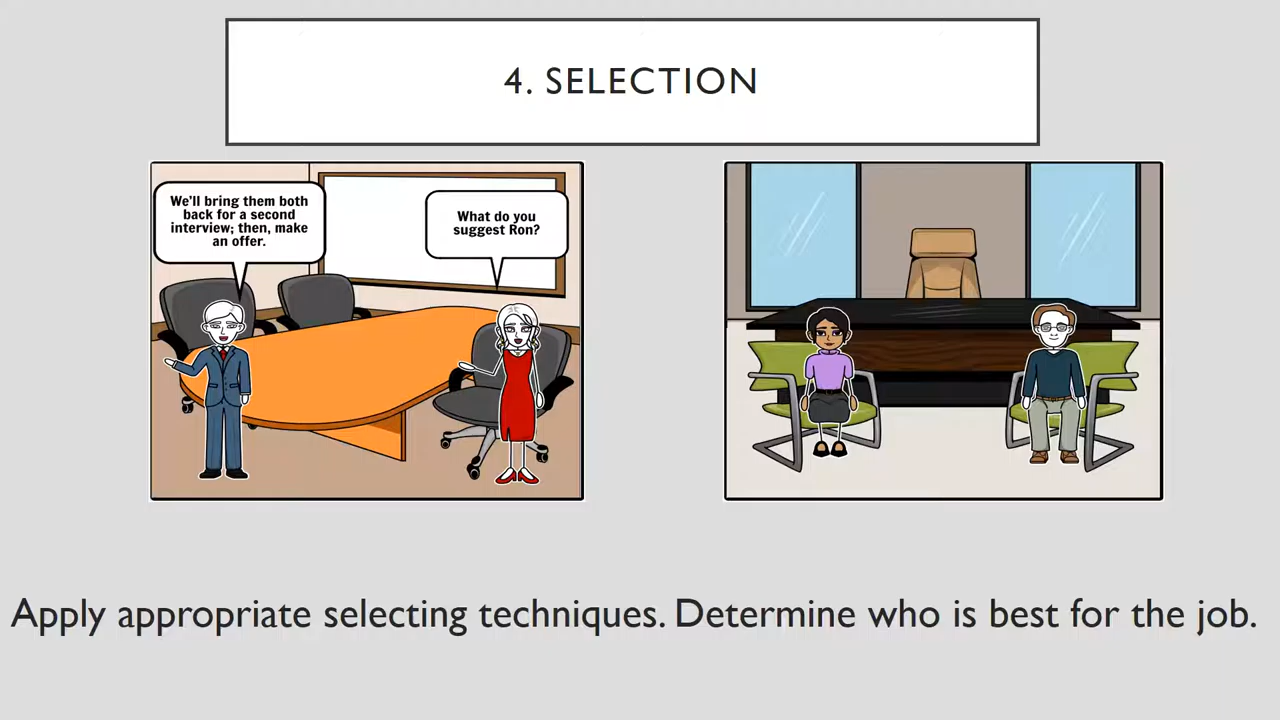 4. SELECTION
We'll bring them both
back for a second
interview; then, make
an offer.
What do you
suggest Ron?
Apply appropriate selecting techniques. Determine who is best for the job.